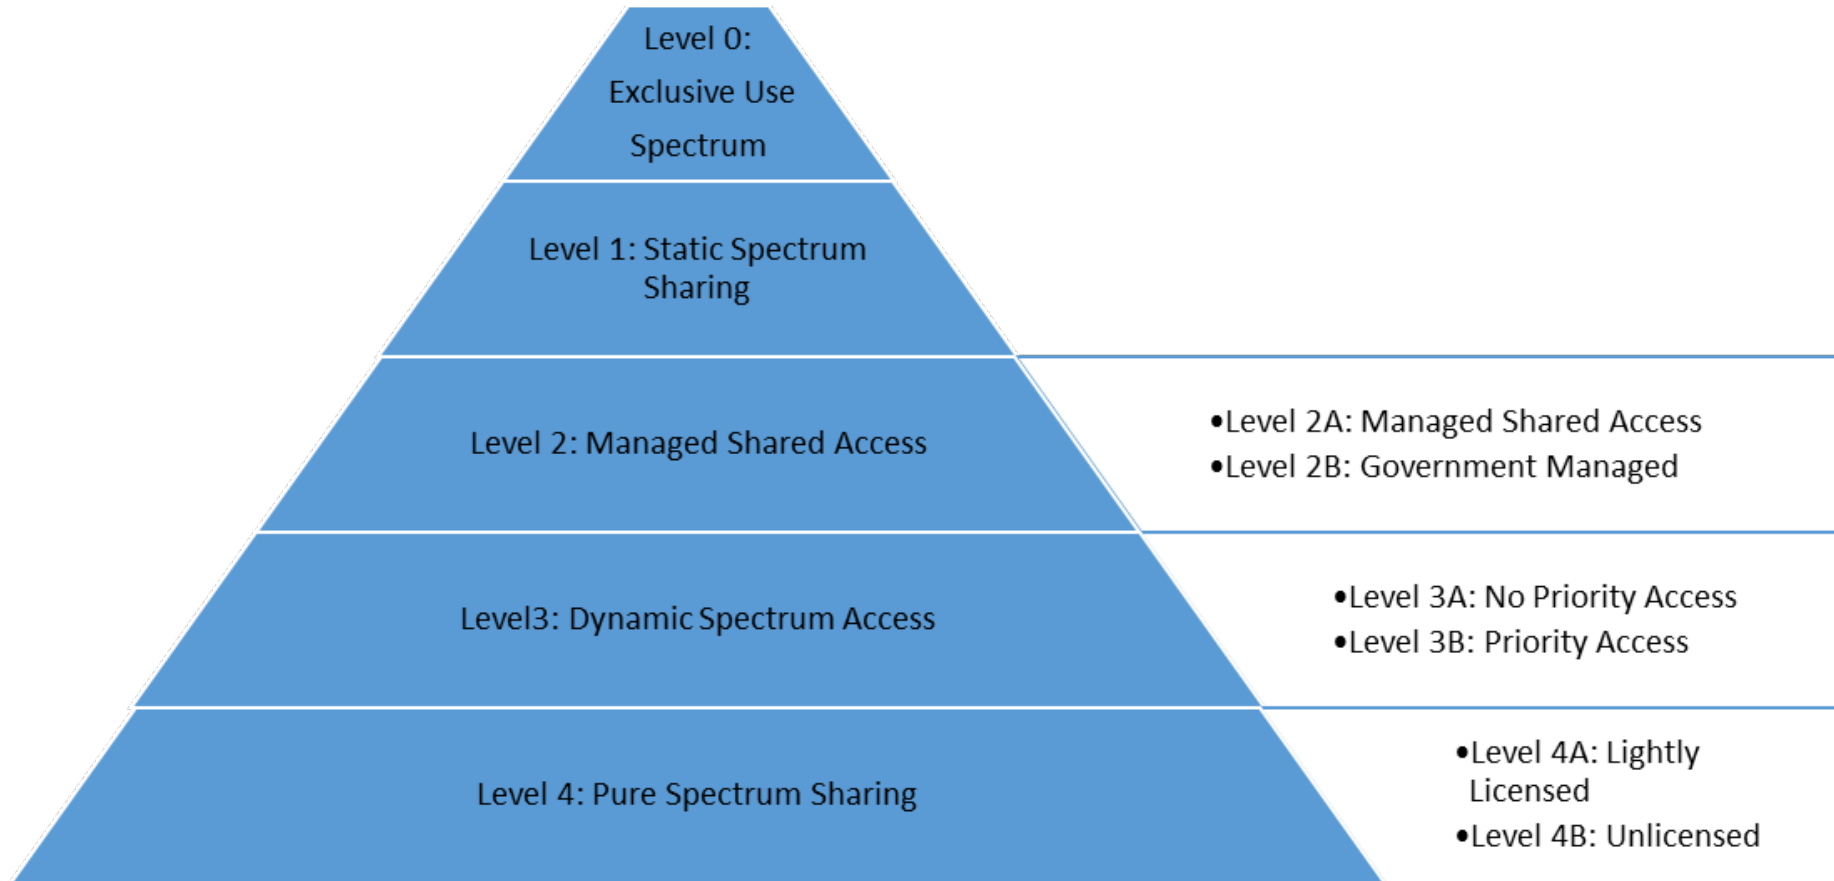 Level 0:
Exclusive Use
Spectrum
Level 1: Static Spectrum
Sharing
Level 2: Managed Shared Access
•Level 2A: Managed Shared Access
•Level 2B: Government Managed
Level3: Dynamic Spectrum Access
•Level 3A: No Priority Access
•Level 3B: Priority Access
Level 4: Pure Spectrum Sharing
•Level 4A: Lightly
Licensed
•Level 4B: Unlicensed